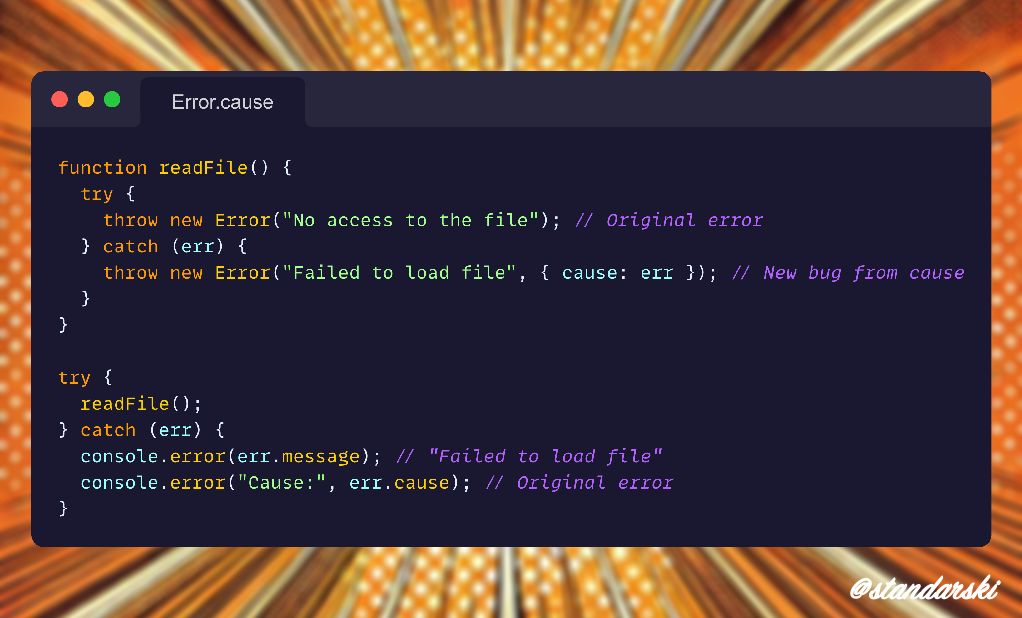 Error.cause
function readFile() {
  try {
    throw new Error("No access to the file"); // Original error
  } catch (err) {
    throw new Error("Failed to load file", { cause: err }); // New bug from cause
  }
}

try {
  readFile();
} catch (err) {
  console.error(err.message); // "Failed to load file"
  console.error("Cause:", err.cause); // Original error
}
@standarski